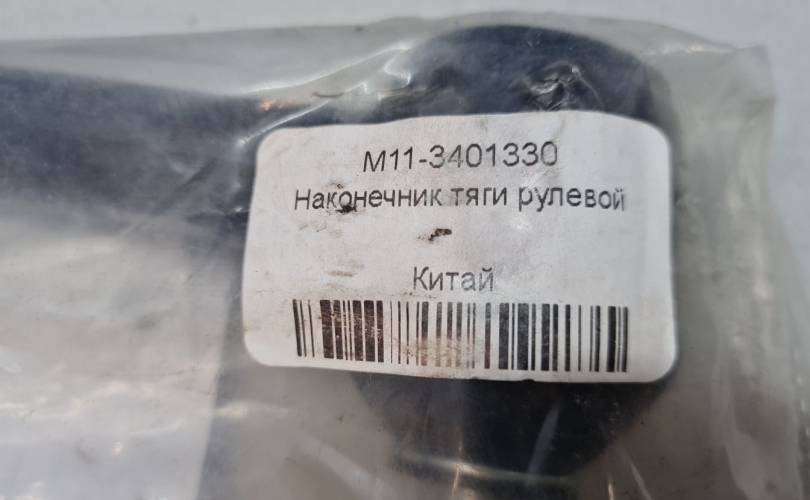 M11-3401330
Наконечник тяги рулевой
-
Китай